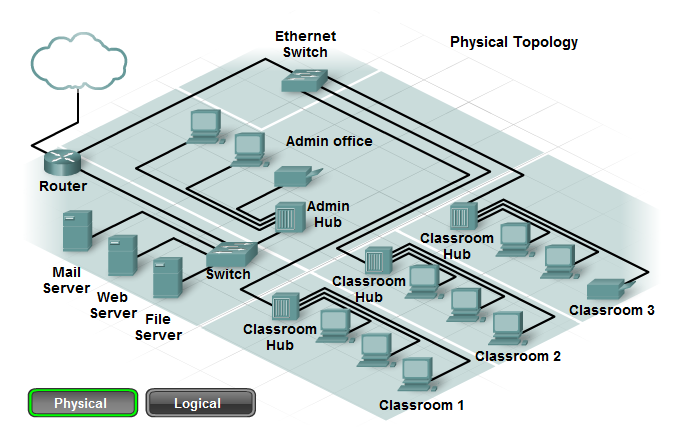 Ethernet
Switch
Physical Topology
Admin office
Router
Admin
Hub
Classroom
Hub
Mail
Server
Switch
Classroom
Hub
Web
Server
Classroom 3
File
Server
Classroom
Hub
Classroom 2
Physical
Logical
Classroom 1